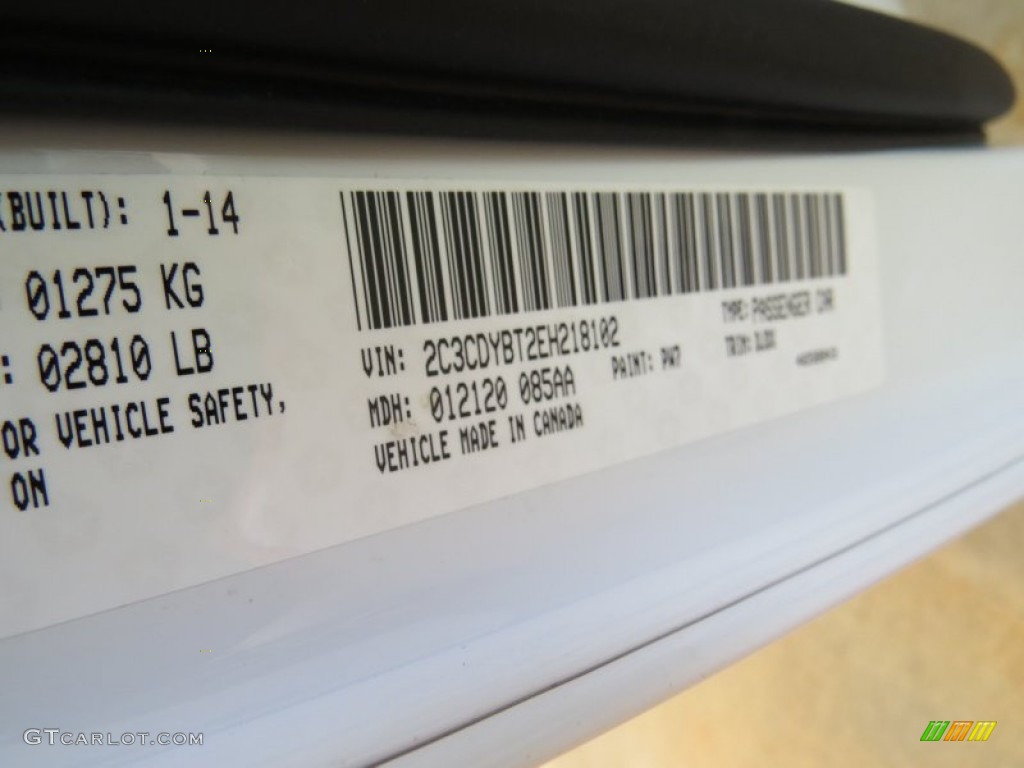 (BUILT): 1-14
01275 KG
: 02810 LB
OR VEHICLE SAFETY,
ON
VIN: 2C3CDYBT2EH218102
MDH: 012120 085AA
VEHICLE MADE IN CANADA
PAINT: PW7
TYPE: PASSENGER CAR
TRIM:
GTCARLOT.COM